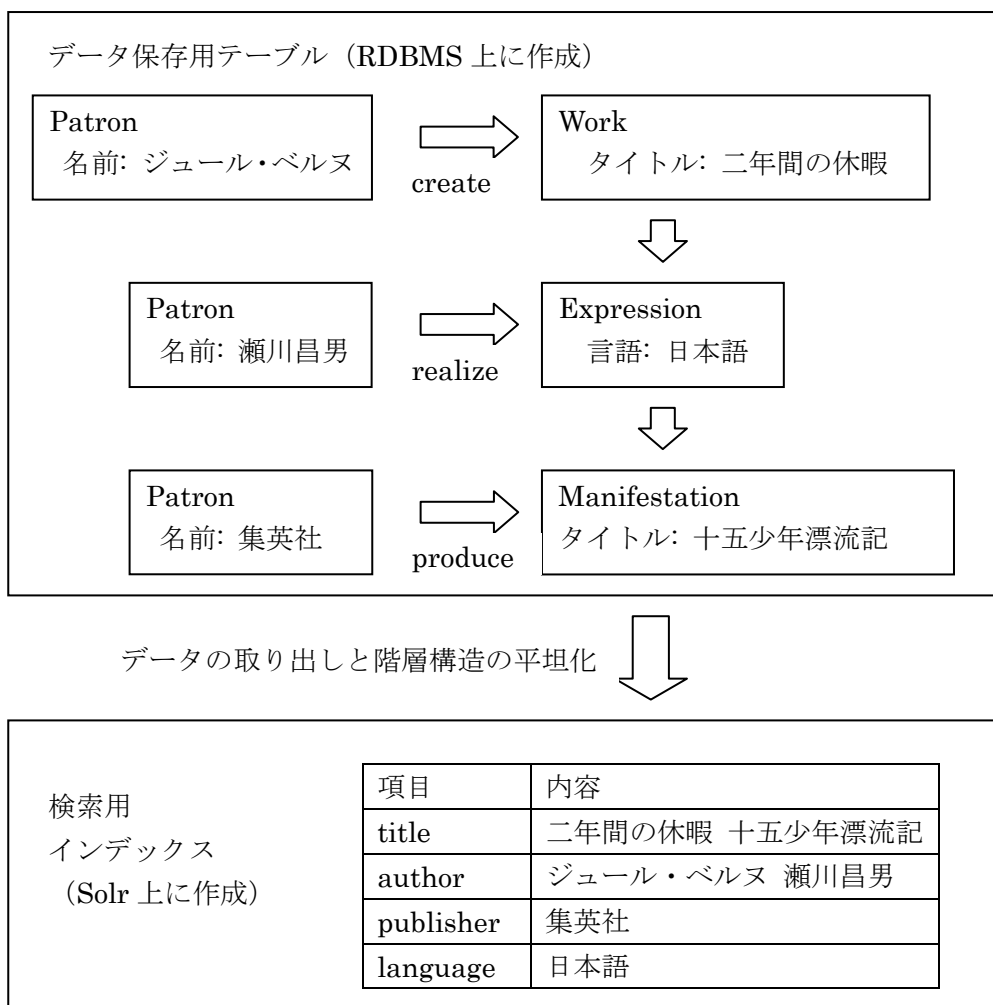 データ保存用テーブル（RDBMS 上に作成）
Patron
名前: ジュール・ベルヌ
create
Work
タイトル: 二年間の休暇
Patron
名前: 瀬川昌男
realize
Expression
言語: 日本語
Patron
名前: 集英社
produce
Manifestation
タイトル: 十五少年漂流記
データの取り出しと階層構造の平坦化
検索用
インデックス
（Solr 上に作成）
項目 内容
title 二年間の休暇 十五少年漂流記
author ジュール・ベルヌ 瀬川昌男
publisher 集英社
language 日本語